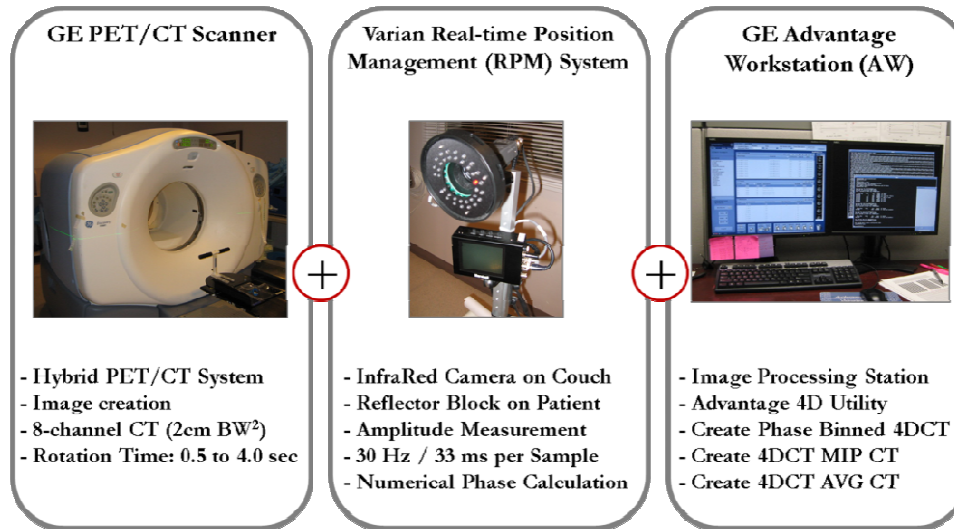 GE PET/CT Scanner
- Hybrid PET/CT System
- Image creation
- 8-channel CT (2cm BW²)
- Rotation Time: 0.5 to 4.0 sec
+
Varian Real-time Position
Management (RPM) System
- InfraRed Camera on Couch
- Reflector Block on Patient
- Amplitude Measurement
- 30 Hz / 33 ms per Sample
- Numerical Phase Calculation
+
GE Advantage
Workstation (AW)
- Image Processing Station
- Advantage 4D Utility
- Create Phase Binned 4DCT
- Create 4DCT MIP CT
- Create 4DCT AVG CT